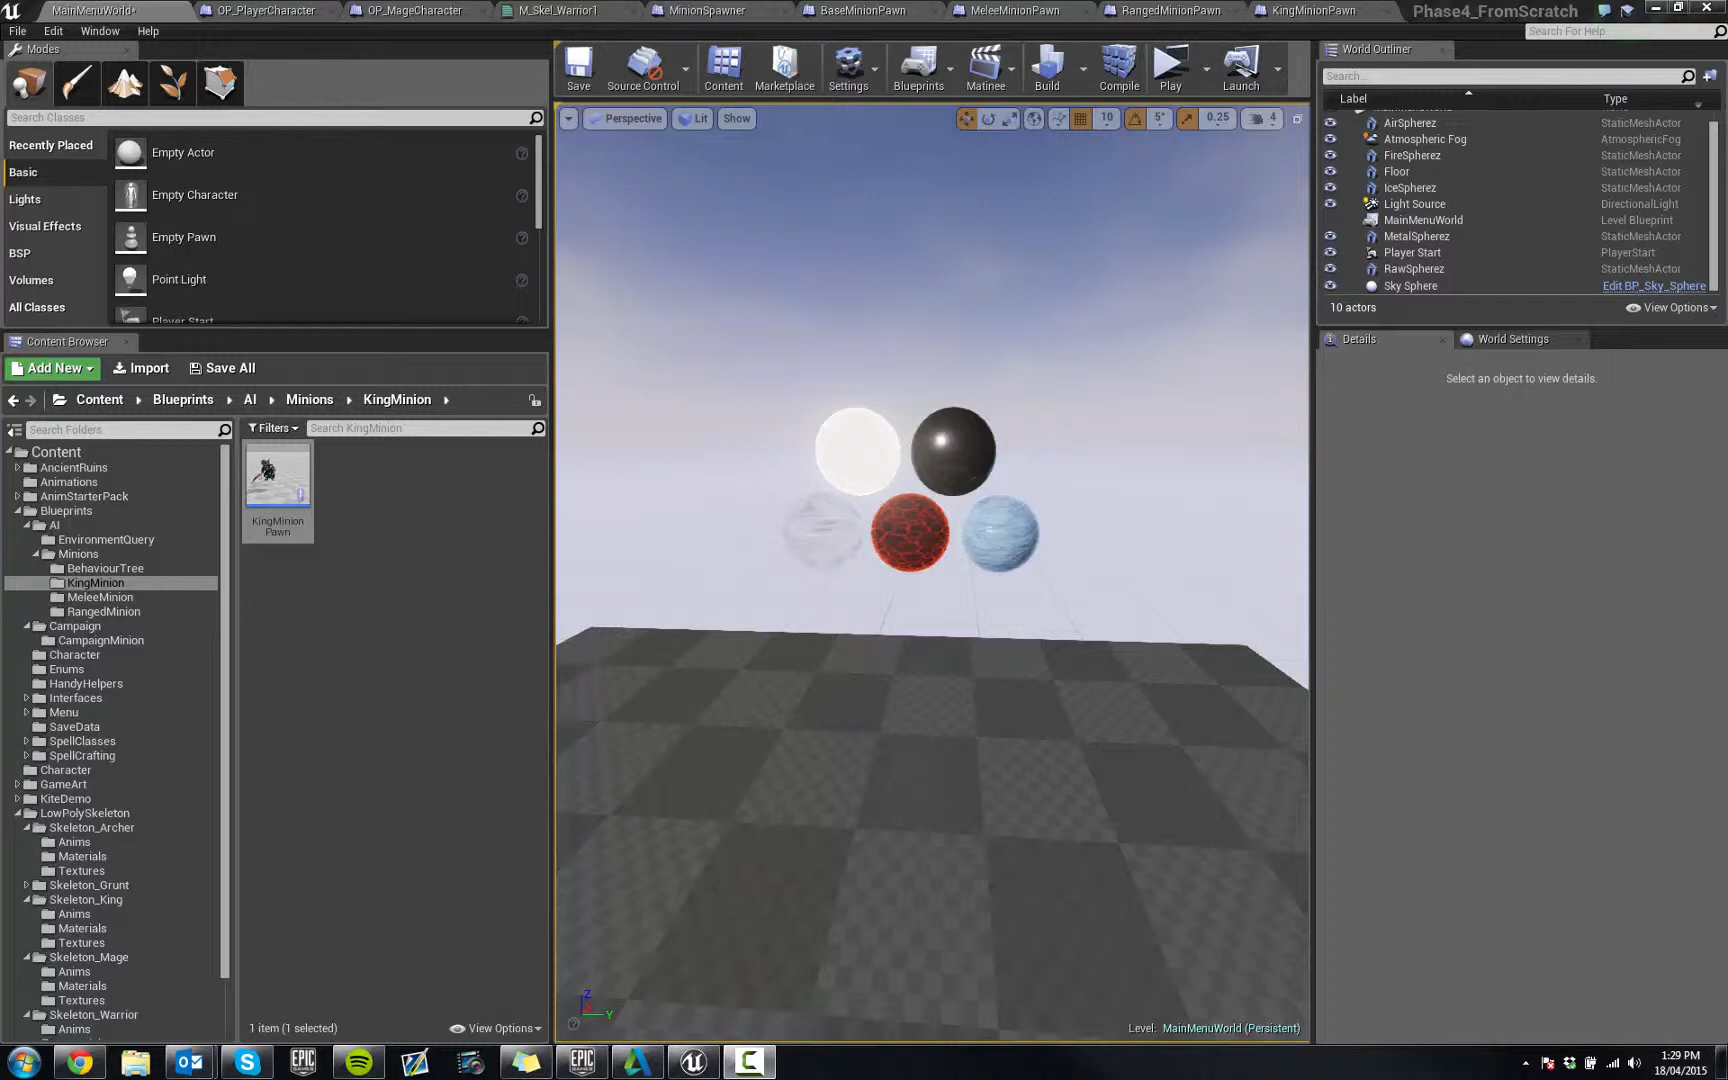 MainMenuWorld*
OP_PlayerCharacter
OP_MageCharacter
M_Skel_Warrior1
MinionSpawner
BaseMinionPawn
MeleeMinionPawn
RangedMinionPawn
KingMinionPawn
Phase4_FromScratch
File Edit Window Help
Search For Help
Modes
Search Classes
Recently Placed
Basic
Lights
Visual Effects
BSP
Volumes
All Classes
Empty Actor
Empty Character
Empty Pawn
Point Light
Player Start
Save
Source Control
Content
Marketplace
Settings
Blueprints
Matinee
Build
Compile
Play
Launch
Perspective
Lit
Show
10
5°
0.25
4
World Outliner
Search...
Label Type
AirSpherez StaticMeshActor
Atmospheric Fog AtmosphericFog
FireSpherez StaticMeshActor
Floor StaticMeshActor
IceSpherez StaticMeshActor
Light Source DirectionalLight
MainMenuWorld Level Blueprint
MetalSpherez StaticMeshActor
Player Start PlayerStart
RawSpherez StaticMeshActor
Sky Sphere Edit BP_Sky_Sphere
10 actors
View Options
Details
World Settings
Select an object to view details.
Content Browser
Add New Import Save All
Content Blueprints AI Minions KingMinion
Search Folders
Filters
Search KingMinion
Content
AncientRuins
Animations
AnimStarterPack
Blueprints
AI
EnvironmentQuery
Minions
BehaviourTree
KingMinion
MeleeMinion
RangedMinion
Campaign
CampaignMinion
Character
Enums
HandyHelpers
Interfaces
Menu
SaveData
SpellClasses
SpellCrafting
Character
GameArt
KiteDemo
LowPolySkeleton
Skeleton_Archer
Anims
Materials
Textures
Skeleton_Grunt
Skeleton_King
Anims
Materials
Textures
Skeleton_Mage
Anims
Materials
Textures
Skeleton_Warrior
Anims
KingMinion
Pawn
1 item (1 selected)
View Options
Z
Y
Level: MainMenuWorld (Persistent)
EPIC
GAMES
EPIC
GAMES
1:29 PM
18/04/2015